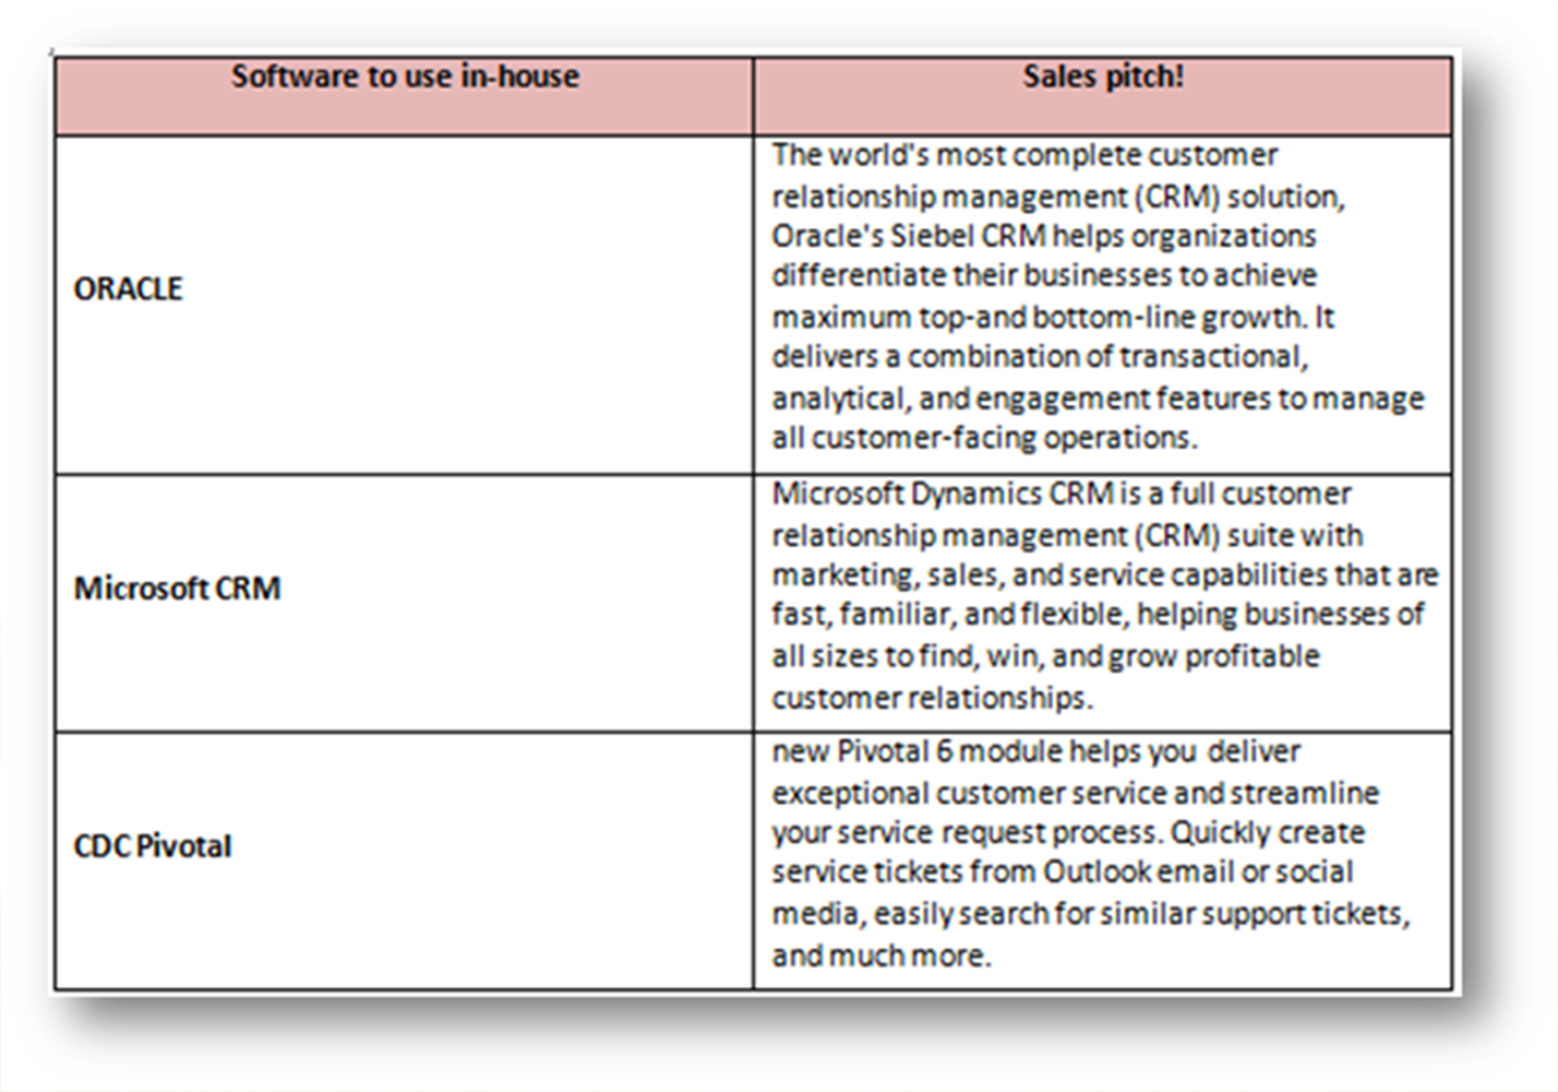 Software to use in-house
Sales pitch!
ORACLE
The world's most complete customer
relationship management (CRM) solution,
Oracle's Siebel CRM helps organizations
differentiate their businesses to achieve
maximum top-and bottom-line growth. It
delivers a combination of transactional,
analytical, and engagement features to manage
all customer-facing operations.
Microsoft CRM
Microsoft Dynamics CRM is a full customer
relationship management (CRM) suite with
marketing, sales, and service capabilities that are
fast, familiar, and flexible, helping businesses of
all sizes to find, win, and grow profitable
customer relationships.
CDC Pivotal
new Pivotal 6 module helps you deliver
exceptional customer service and streamline
your service request process. Quickly create
service tickets from Outlook email or social
media, easily search for similar support tickets,
and much more.